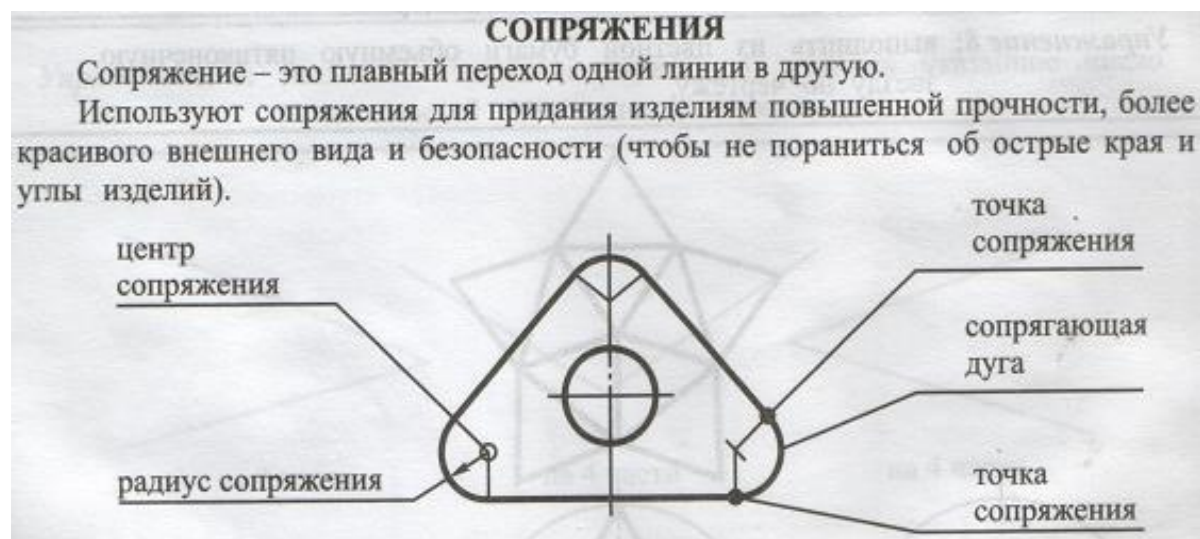 СОПРЯЖЕНИЯ
Сопряжение – это плавный переход одной линии в другую.
Используют сопряжения для придания изделиям повышенной прочности, более
красивого внешнего вида и безопасности (чтобы не пораниться об острые края и
углы изделий).
центр
сопряжения
точка
сопряжения
сопрягающая
дуга
радиус сопряжения
точка
сопряжения